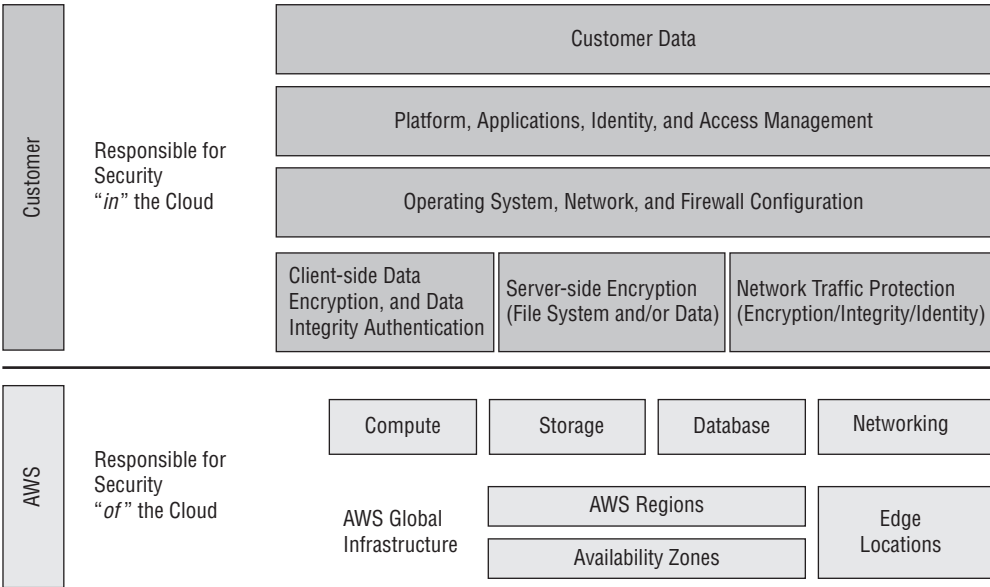 Customer
Responsible for
Security
“in” the Cloud
Customer Data
Platform, Applications, Identity, and Access Management
Operating System, Network, and Firewall Configuration
Client-side Data
Encryption, and Data
Integrity Authentication
Server-side Encryption
(File System and/or Data)
Network Traffic Protection
(Encryption/Integrity/Identity)
AWS
Responsible for
Security
“of” the Cloud
Compute
Storage
Database
Networking
AWS Global
Infrastructure
AWS Regions
Availability Zones
Edge
Locations